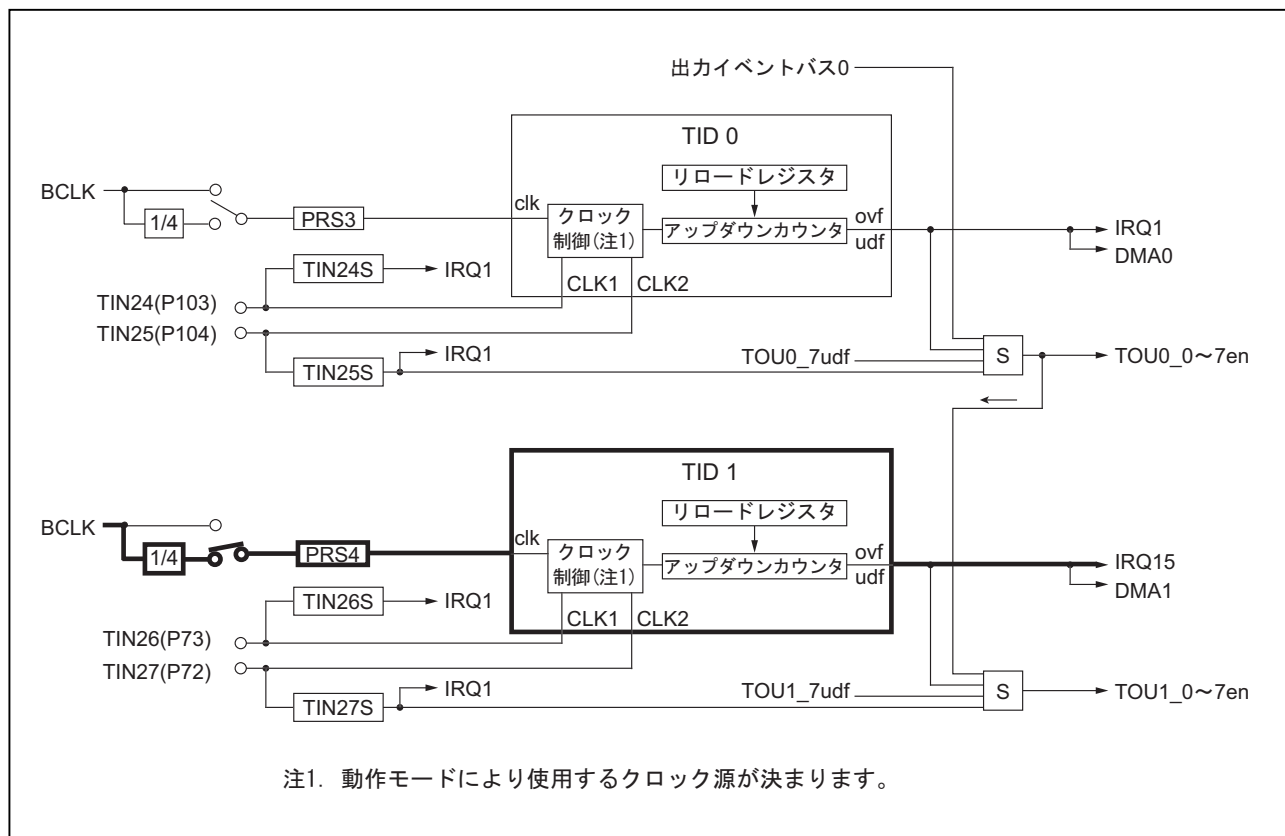 出力イベントバス0
TID 0
リロードレジスタ
BCLK
1/4
PRS3
clk
クロック
制御(注1)
アップダウンカウンタ
ovf
udf
IRQ1
DMA0
TIN24S
IRQ1
CLK1
CLK2
TIN24(P103)
TIN25(P104)
TIN25S
IRQ1
TOU0_7udf
S
TOU0_0～7en
TID 1
リロードレジスタ
BCLK
1/4
PRS4
clk
クロック
制御(注1)
アップダウンカウンタ
ovf
udf
IRQ15
DMA1
TIN26S
IRQ1
CLK1
CLK2
TIN26(P73)
TIN27(P72)
TIN27S
IRQ1
TOU1_7udf
S
TOU1_0～7en
注1. 動作モードにより使用するクロック源が決まります。